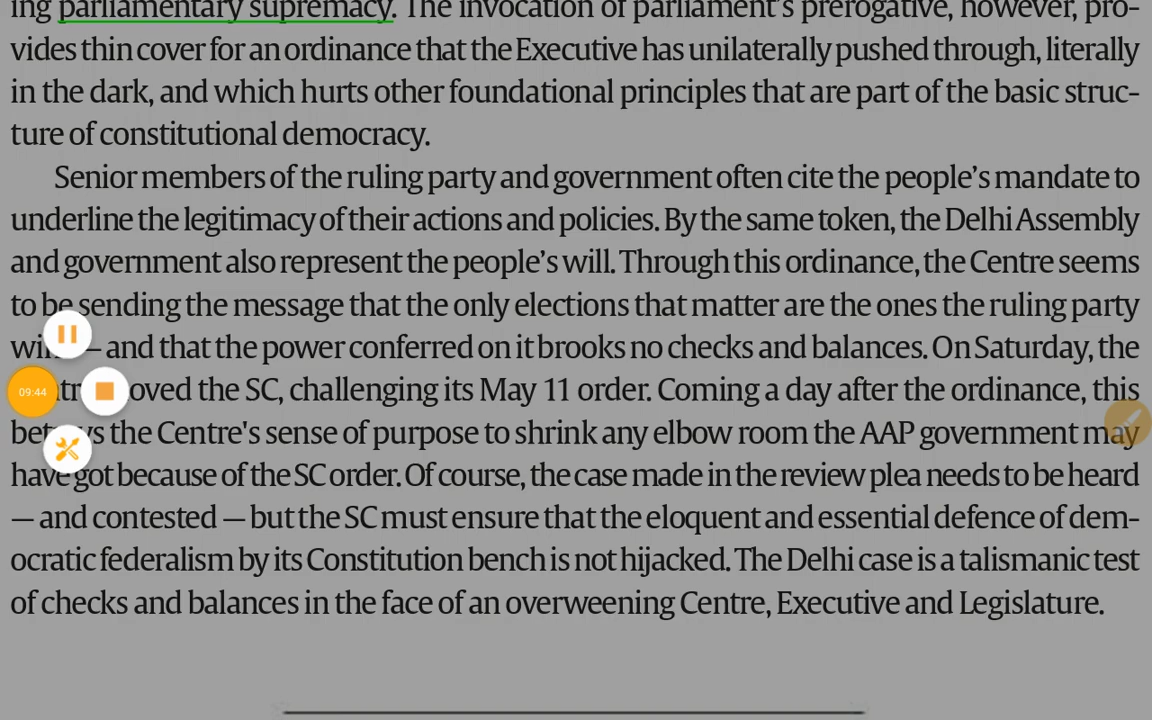 ing parliamentary supremacy. The invocation of parliament's prerogative, however, pro-
vides thin cover for an ordinance that the Executive has unilaterally pushed through, literally
in the dark, and which hurts other foundational principles that are part of the basic struc-
ture of constitutional democracy.
Senior members of the ruling party and government often cite the people's mandate to
underline the legitimacy of their actions and policies. By the same token, the Delhi Assembly
and government also represent the people's will. Through this ordinance, the Centre seems
to be sending the message that the only elections that matter are the ones the ruling party
— and that the power conferred on it brooks no checks and balances. On Saturday, the
09:44 the SC, challenging its May 11 order. Coming a day after the ordinance, this
the Centre's sense of purpose to shrink any elbow room the AAP government may
have got because of the SC order. Of course, the case made in the review plea needs to be heard
— and contested — but the SC must ensure that the eloquent and essential defence of dem-
ocratic federalism by its Constitution bench is not hijacked. The Delhi case is a talismanic test
of checks and balances in the face of an overweening Centre, Executive and Legislature.